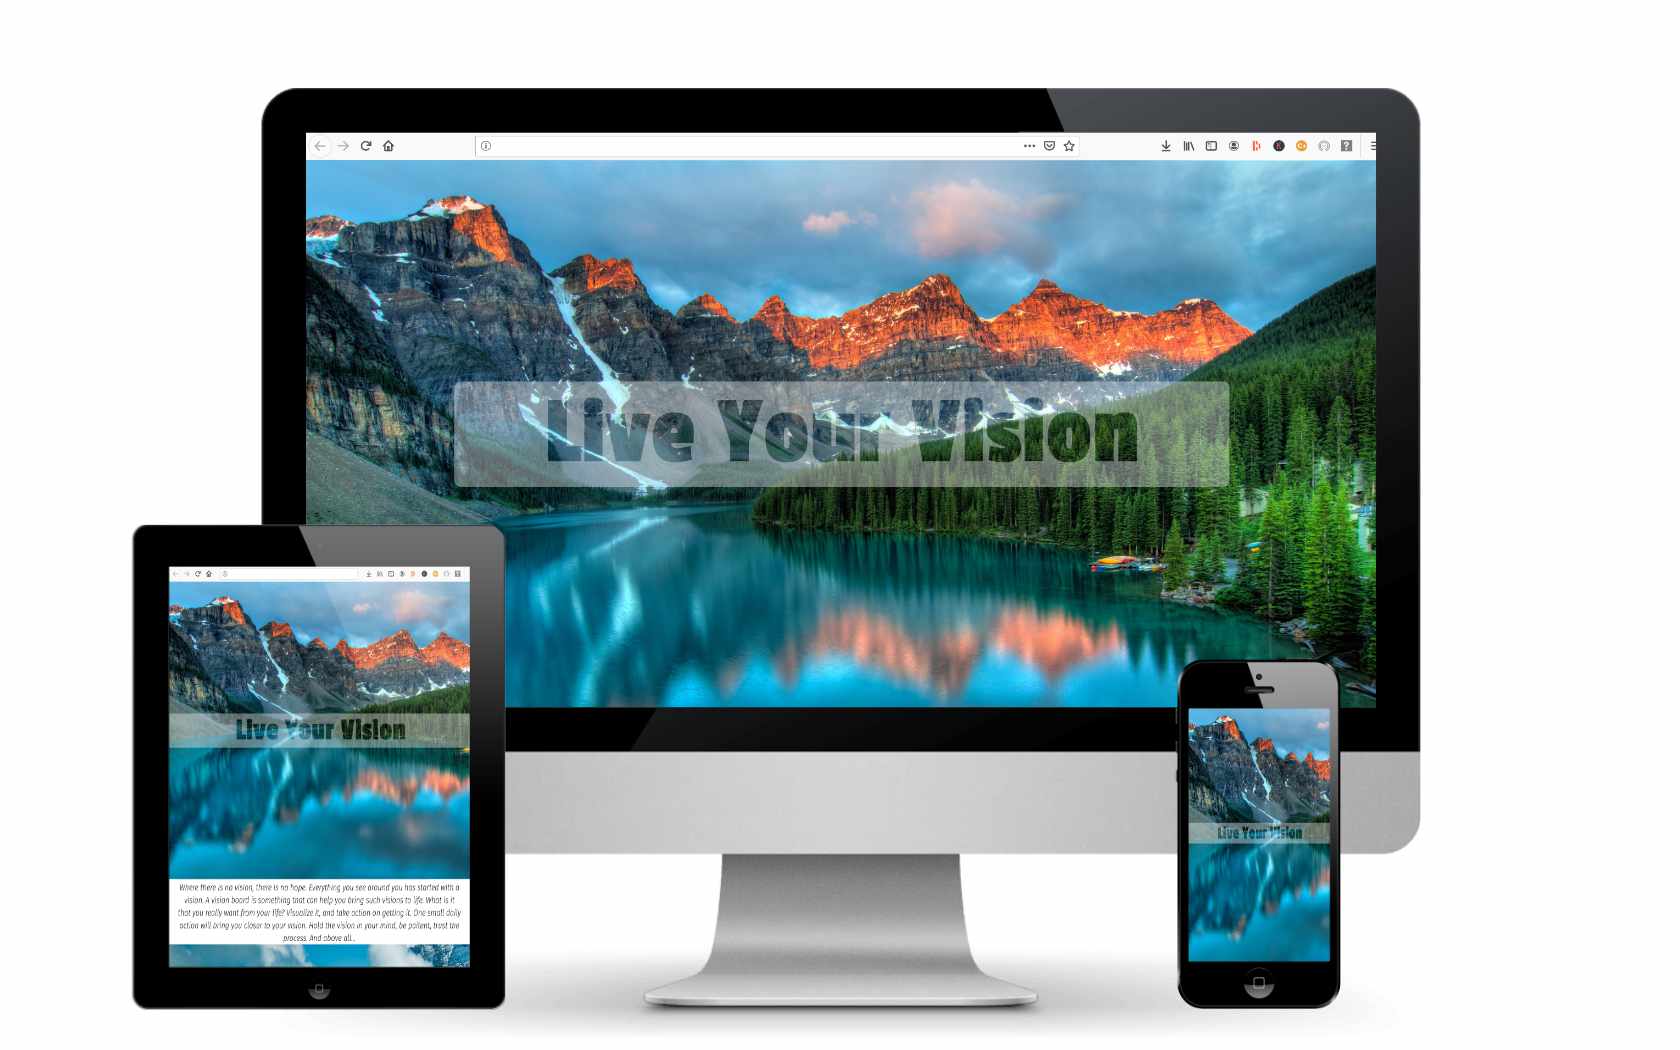 Live Your Vision
Live Your Vision
Where there is no vision, there is no hope. Everything you see around you has started with a
vision. A vision board is something that can help you bring such visions to life. What is it
that you really want from your life? Visualize it, and take action on getting it. One small daily
action will bring you closer to your vision. Hold the vision in your mind, be patient, trust the
process. And above all...
Live Your Vision